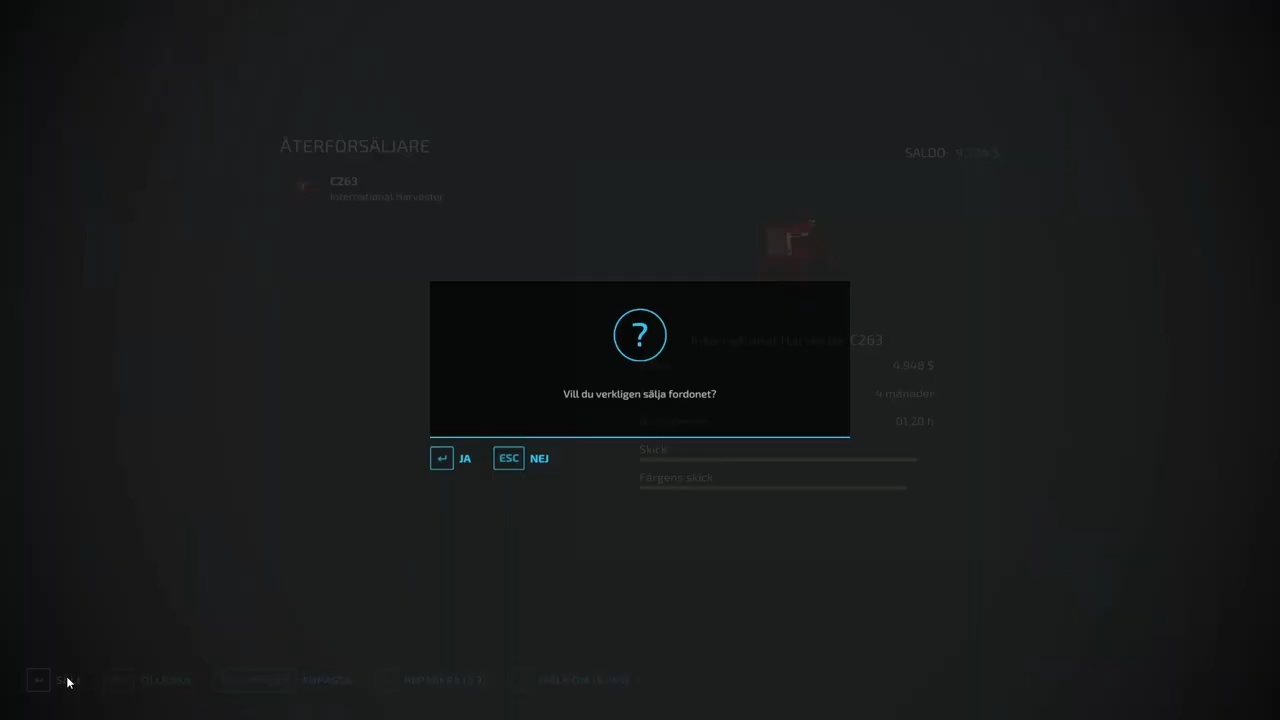 ÅTERFÖRSÄLJARE
SALDO:
C263
International Harvester
?
International Harvester C263
4.948 $
Vill du verkligen sälja fordonet?
4 månader
01:20 h
Skick
↵ JA ESC NEJ
Färgens skick